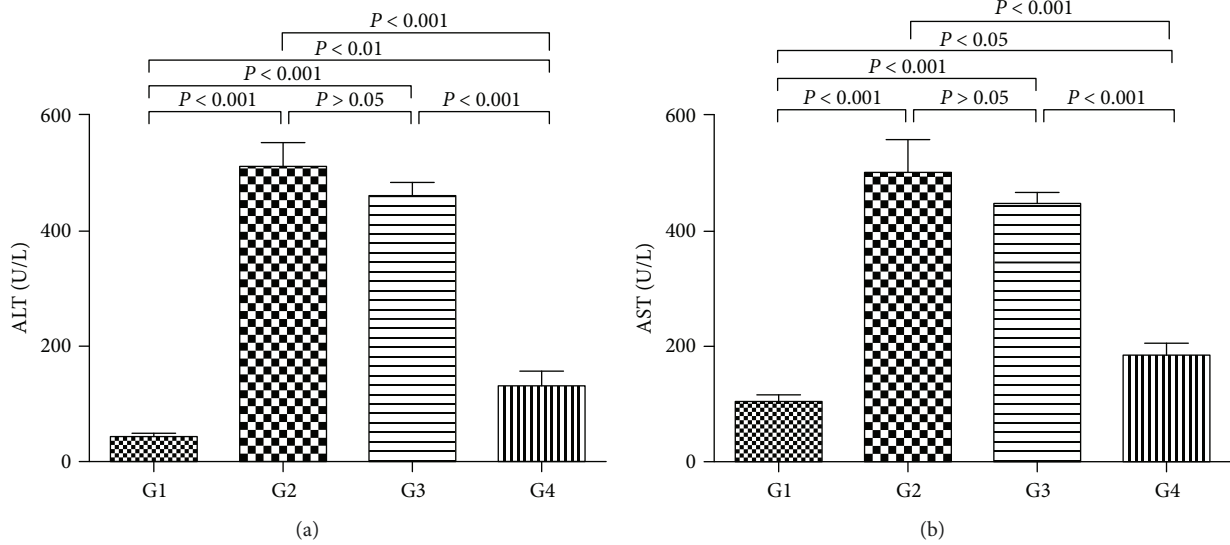 P < 0.001
P < 0.01
P < 0.001
P < 0.001 P > 0.05 P < 0.001
600
400
200
0
ALT (U/L)
G1 G2 G3 G4
(a)
P < 0.001
P < 0.05
P < 0.001
P < 0.001 P > 0.05 P < 0.001
600
400
200
0
AST (U/L)
G1 G2 G3 G4
(b)